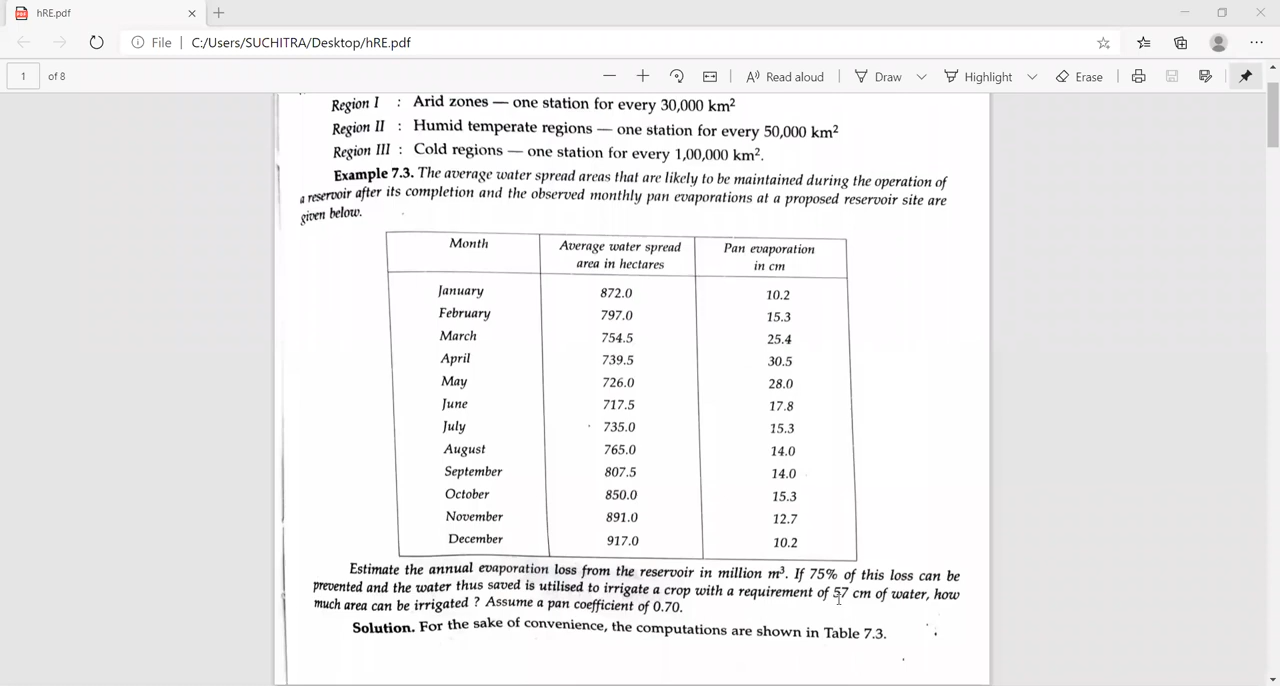 hRE.pdf
File | C:/Users/SUCHITRA/Desktop/hRE.pdf
1 of 8
Read aloud
Draw
Highlight
Erase
Region I : Arid zones — one station for every 30,000 km²
Region II : Humid temperate regions — one station for every 50,000 km²
Region III : Cold regions — one station for every 1,00,000 km².
Example 7.3. The average water spread areas that are likely to be maintained during the operation of
a reservoir after its completion and the observed monthly pan evaporations at a proposed reservoir site are
given below.
Month Average water spread area in hectares Pan evaporation in cm
January 872.0 10.2
February 797.0 15.3
March 754.5 25.4
April 739.5 30.5
May 726.0 28.0
June 717.5 17.8
July 735.0 15.3
August 765.0 14.0
September 807.5 14.0
October 850.0 15.3
November 891.0 12.7
December 917.0 10.2
Estimate the annual evaporation loss from the reservoir in million m³. If 75% of this loss can be
prevented and the water thus saved is utilised to irrigate a crop with a requirement of 57 cm of water, how
much area can be irrigated ? Assume a pan coefficient of 0.70.
Solution. For the sake of convenience, the computations are shown in Table 7.3.